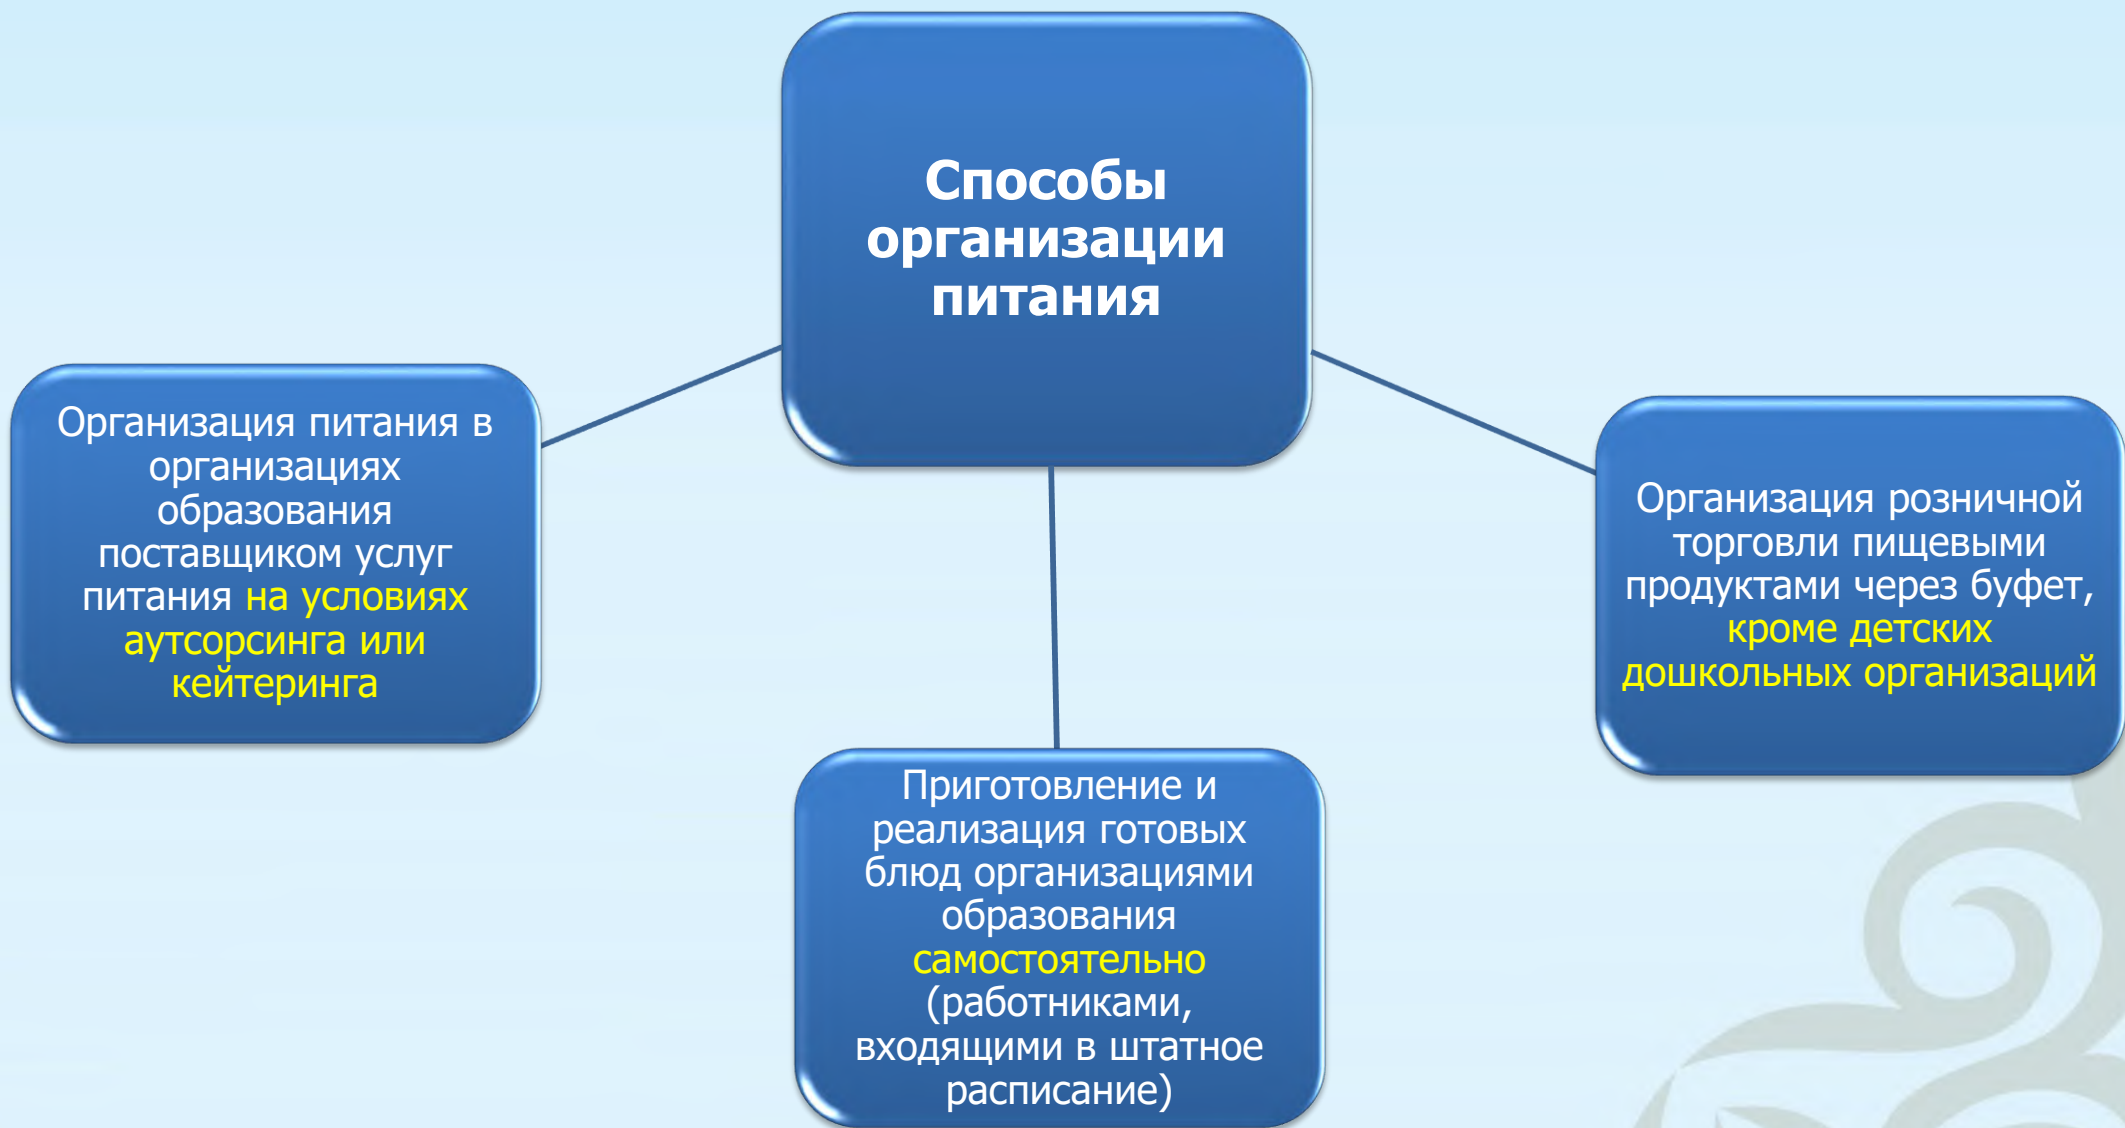 Способы
организации
питания
Организация питания в
организациях
образования
поставщиком услуг
питания на условиях
аутсорсинга или
кейтеринга
Приготовление и
реализация готовых
блюд организациями
образования
самостоятельно
(работниками,
входящими в штатное
расписание)
Организация розничной
торговли пищевыми
продуктами через буфет,
кроме детских
дошкольных организаций